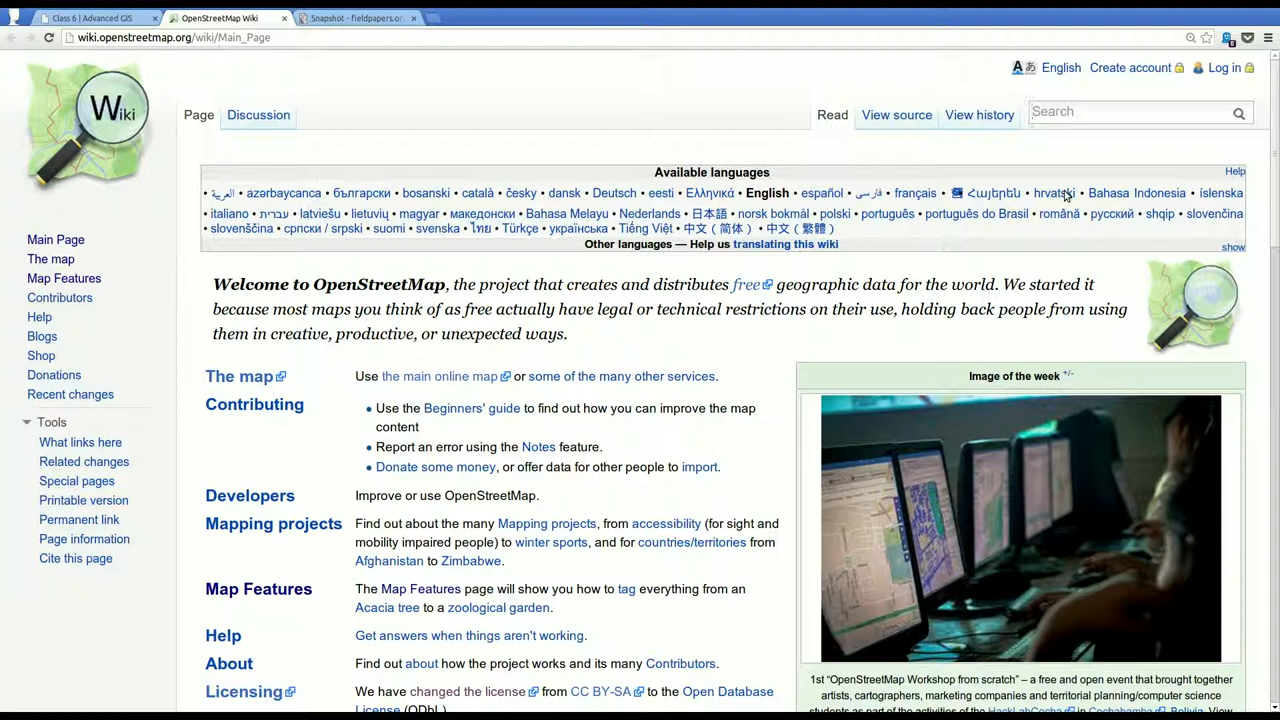 Class 6 | Advanced GIS
OpenStreetMap Wiki
Snapshot - fieldpapers.or
wiki.openstreetmap.org/wiki/Main_Page
Wiki
English Create account Log in
Page Discussion Read View source View history Search
Available languages Help
• العربية • azərbaycanca • български • bosanski • català • česky • dansk • Deutsch • eesti • Ελληνικά • English • español • فارسی • français • Հայերեն • hrvatski • Bahasa Indonesia • íslenska
• italiano • עברית • latviešu • lietuvių • magyar • македонски • Bahasa Melayu • Nederlands • 日本語 • norsk bokmål • polski • português • português do Brasil • română • русский • shqip • slovenčina
• slovenščina • српски / srpski • suomi • svenska • ไทย • Türkçe • українська • Tiếng Việt • 中文（简体） • 中文（繁體）
Other languages — Help us translating this wiki show
Main Page
The map
Map Features
Contributors
Help
Blogs
Shop
Donations
Recent changes
Tools
What links here
Related changes
Special pages
Printable version
Permanent link
Page information
Cite this page
Welcome to OpenStreetMap, the project that creates and distributes free geographic data for the world. We started it
because most maps you think of as free actually have legal or technical restrictions on their use, holding back people from using
them in creative, productive, or unexpected ways.
The map Use the main online map or some of the many other services.
Contributing
• Use the Beginners' guide to find out how you can improve the map
content
• Report an error using the Notes feature.
• Donate some money, or offer data for other people to import.
Developers Improve or use OpenStreetMap.
Mapping projects Find out about the many Mapping projects, from accessibility (for sight and
mobility impaired people) to winter sports, and for countries/territories from
Afghanistan to Zimbabwe.
Map Features The Map Features page will show you how to tag everything from an
Acacia tree to a zoological garden.
Help Get answers when things aren't working.
About Find out about how the project works and its many Contributors.
Licensing We have changed the license from CC BY-SA to the Open Database
License (ODbL)
Image of the week +/-
1st “OpenStreetMap Workshop from scratch” – a free and open event that brought together
artists, cartographers, marketing companies and territorial planning/computer science
students as part of the activities of the HackLabCocha in Cochabamba, Bolivia. View